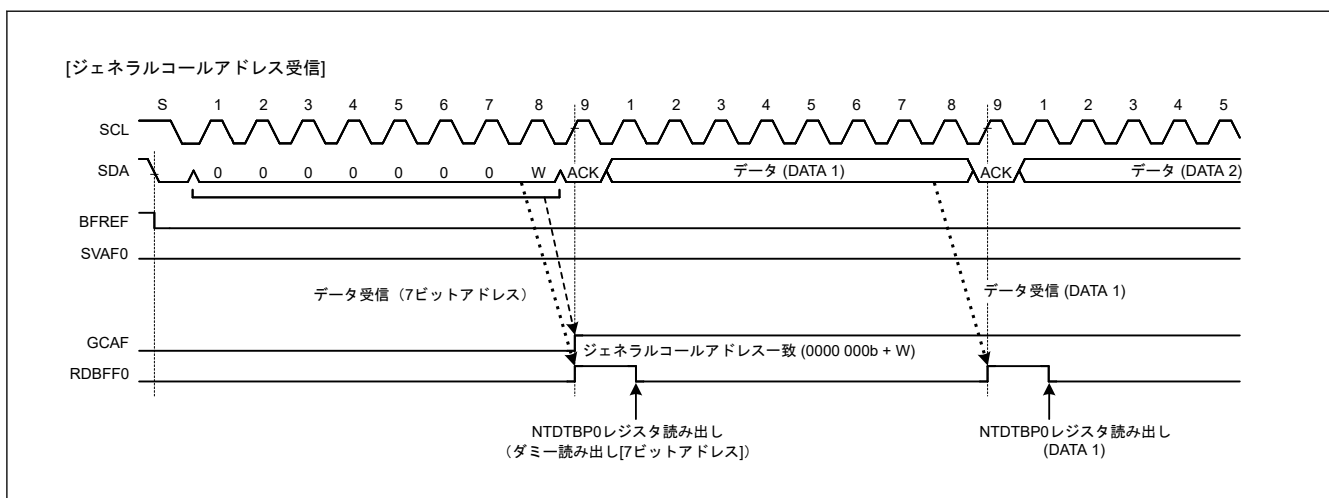 [ジェネラルコールアドレス受信]
S 1 2 3 4 5 6 7 8 9 1 2 3 4 5 6 7 8 9 1 2 3 4 5
SCL
SDA 0 0 0 0 0 0 0 W ACK データ (DATA 1) ACK データ (DATA 2)
BFREF
SVAF0
データ受信（7ビットアドレス） データ受信 (DATA 1)
GCAF
ジェネラルコールアドレス一致 (0000 000b + W)
RDBFF0
NTDTBP0レジスタ読み出し NTDTBP0レジスタ読み出し
（ダミー読み出し[7ビットアドレス]） (DATA 1)